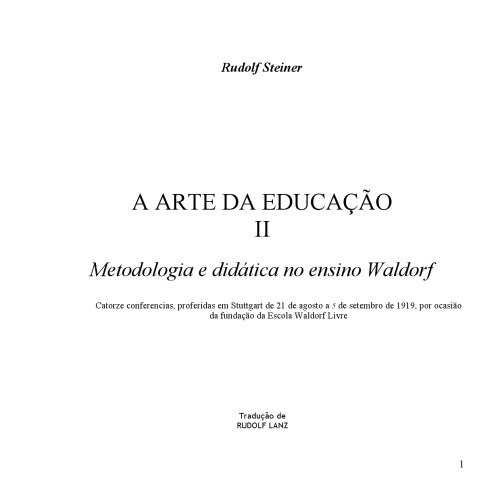 Rudolf Steiner
A ARTE DA EDUCAÇÃO
II
Metodologia e didática no ensino Waldorf
Catorze conferencias, proferidas em Stuttgart de 21 de agosto a 5 de setembro de 1919, por ocasião
da fundação da Escola Waldorf Livre
Tradução de
RUDOLF LANZ
1